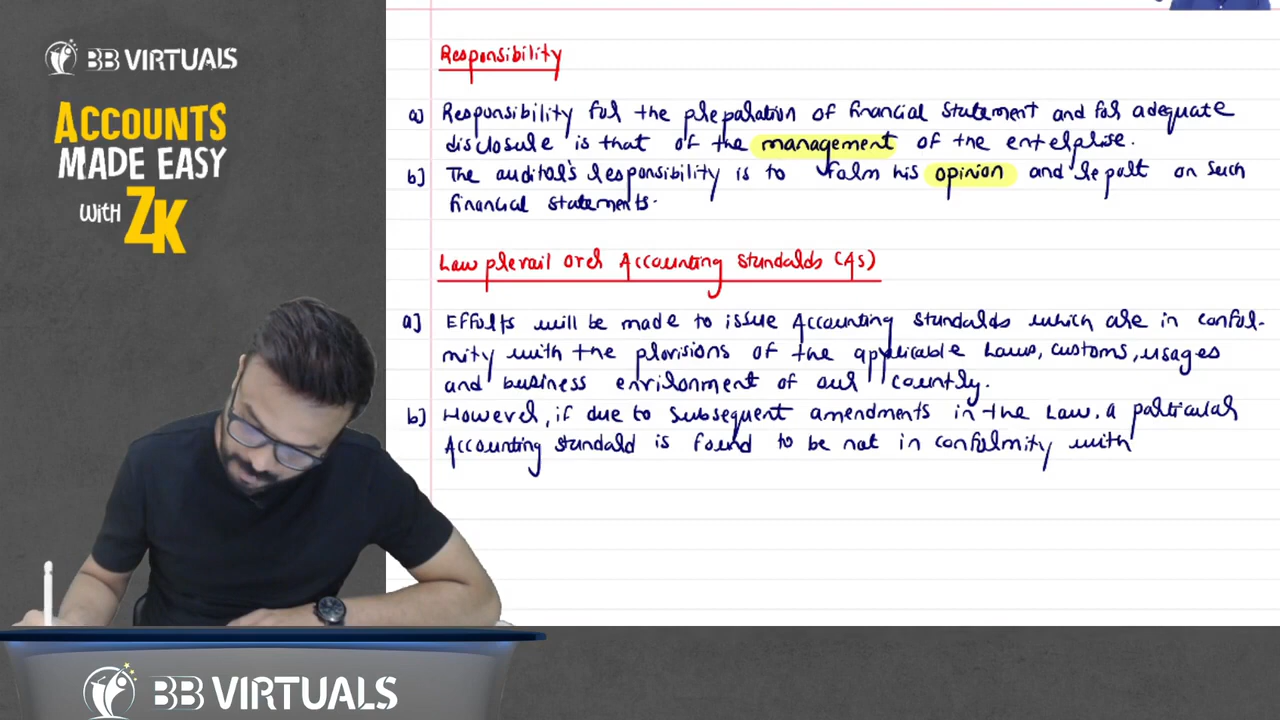 BB VIRTUALS
ACCOUNTS
MADE EASY
WITH ZK
Responsibility
a] Responsibility for the preparation of financial statement and for adequate
disclosure is that of the management of the enterprise.
b] The auditor's responsibility is to form his opinion and report on such
financial statements.
Law prevail over Accounting Standards (AS)
a] Efforts will be made to issue Accounting Standards which are in confor-
mity with the provisions of the applicable Laws, customs, usages
and business environment of our country.
b] However, if due to subsequent amendments in the Law, a particular
Accounting Standard is found to be not in conformity with
BB VIRTUALS